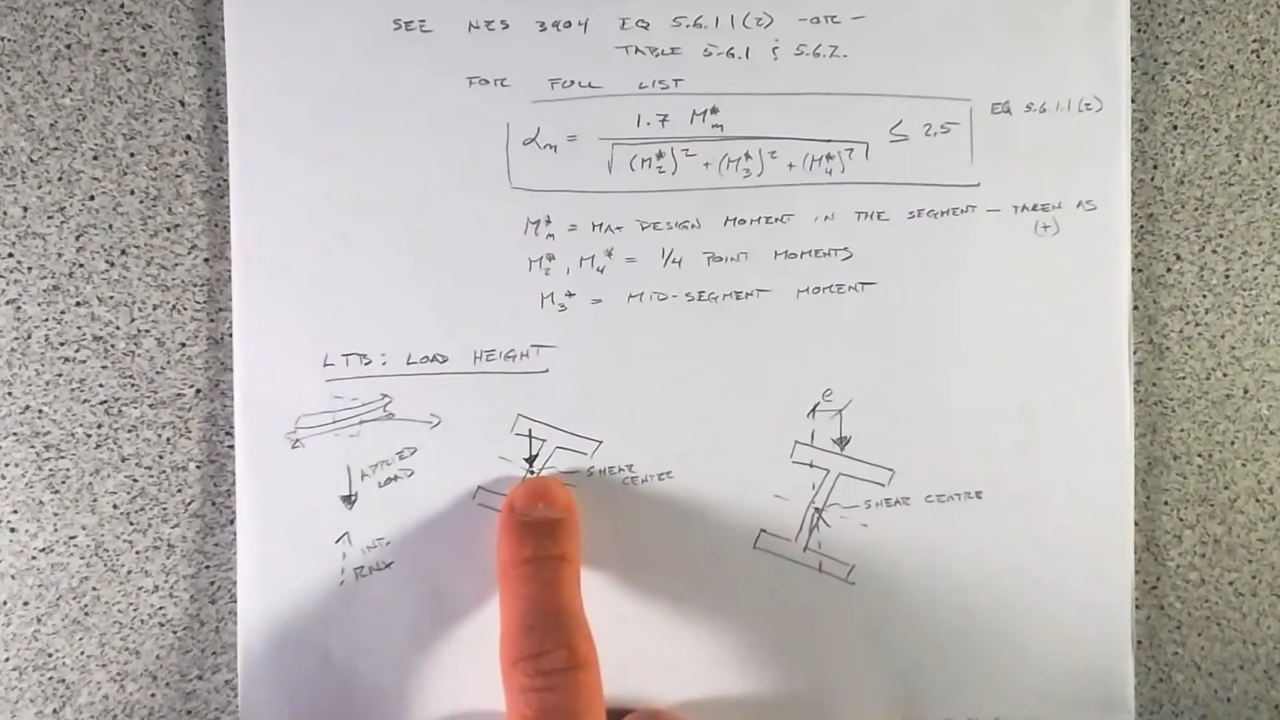 SEE NZS 3404 EQ 5.6.1.1(2) -OR-
TABLE 5.6.1 & 5.6.2.
FOR FULL LIST
αm = 1.7 M*m / √((M*2)² + (M*3)² + (M*4)²) ≤ 2.5
EQ 5.6.1.1(2)
M*m = MAX DESIGN MOMENT IN THE SEGMENT - TAKEN AS
(+)
M*2, M*4 = 1/4 POINT MOMENTS
M*3 = MID-SEGMENT MOMENT
LTB: LOAD HEIGHT
APPLIED
LOAD
INT.
RNX
SHEAR
CENTRE
e
SHEAR CENTRE